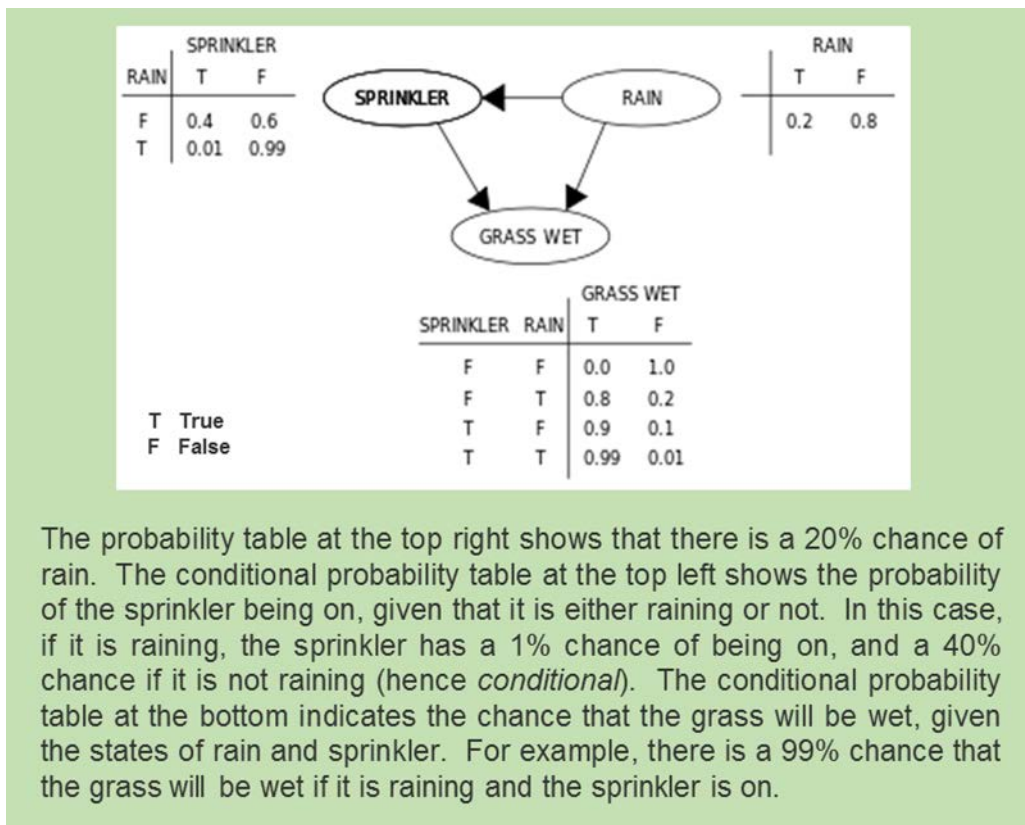 SPRINKLER
RAIN T F
F 0.4 0.6
T 0.01 0.99
SPRINKLER
RAIN
RAIN
T F
0.2 0.8
GRASS WET
GRASS WET
SPRINKLER RAIN T F
F F 0.0 1.0
F T 0.8 0.2
T F 0.9 0.1
T T 0.99 0.01
T True
F False
The probability table at the top right shows that there is a 20% chance of
rain. The conditional probability table at the top left shows the probability
of the sprinkler being on, given that it is either raining or not. In this case,
if it is raining, the sprinkler has a 1% chance of being on, and a 40%
chance if it is not raining (hence conditional). The conditional probability
table at the bottom indicates the chance that the grass will be wet, given
the states of rain and sprinkler. For example, there is a 99% chance that
the grass will be wet if it is raining and the sprinkler is on.